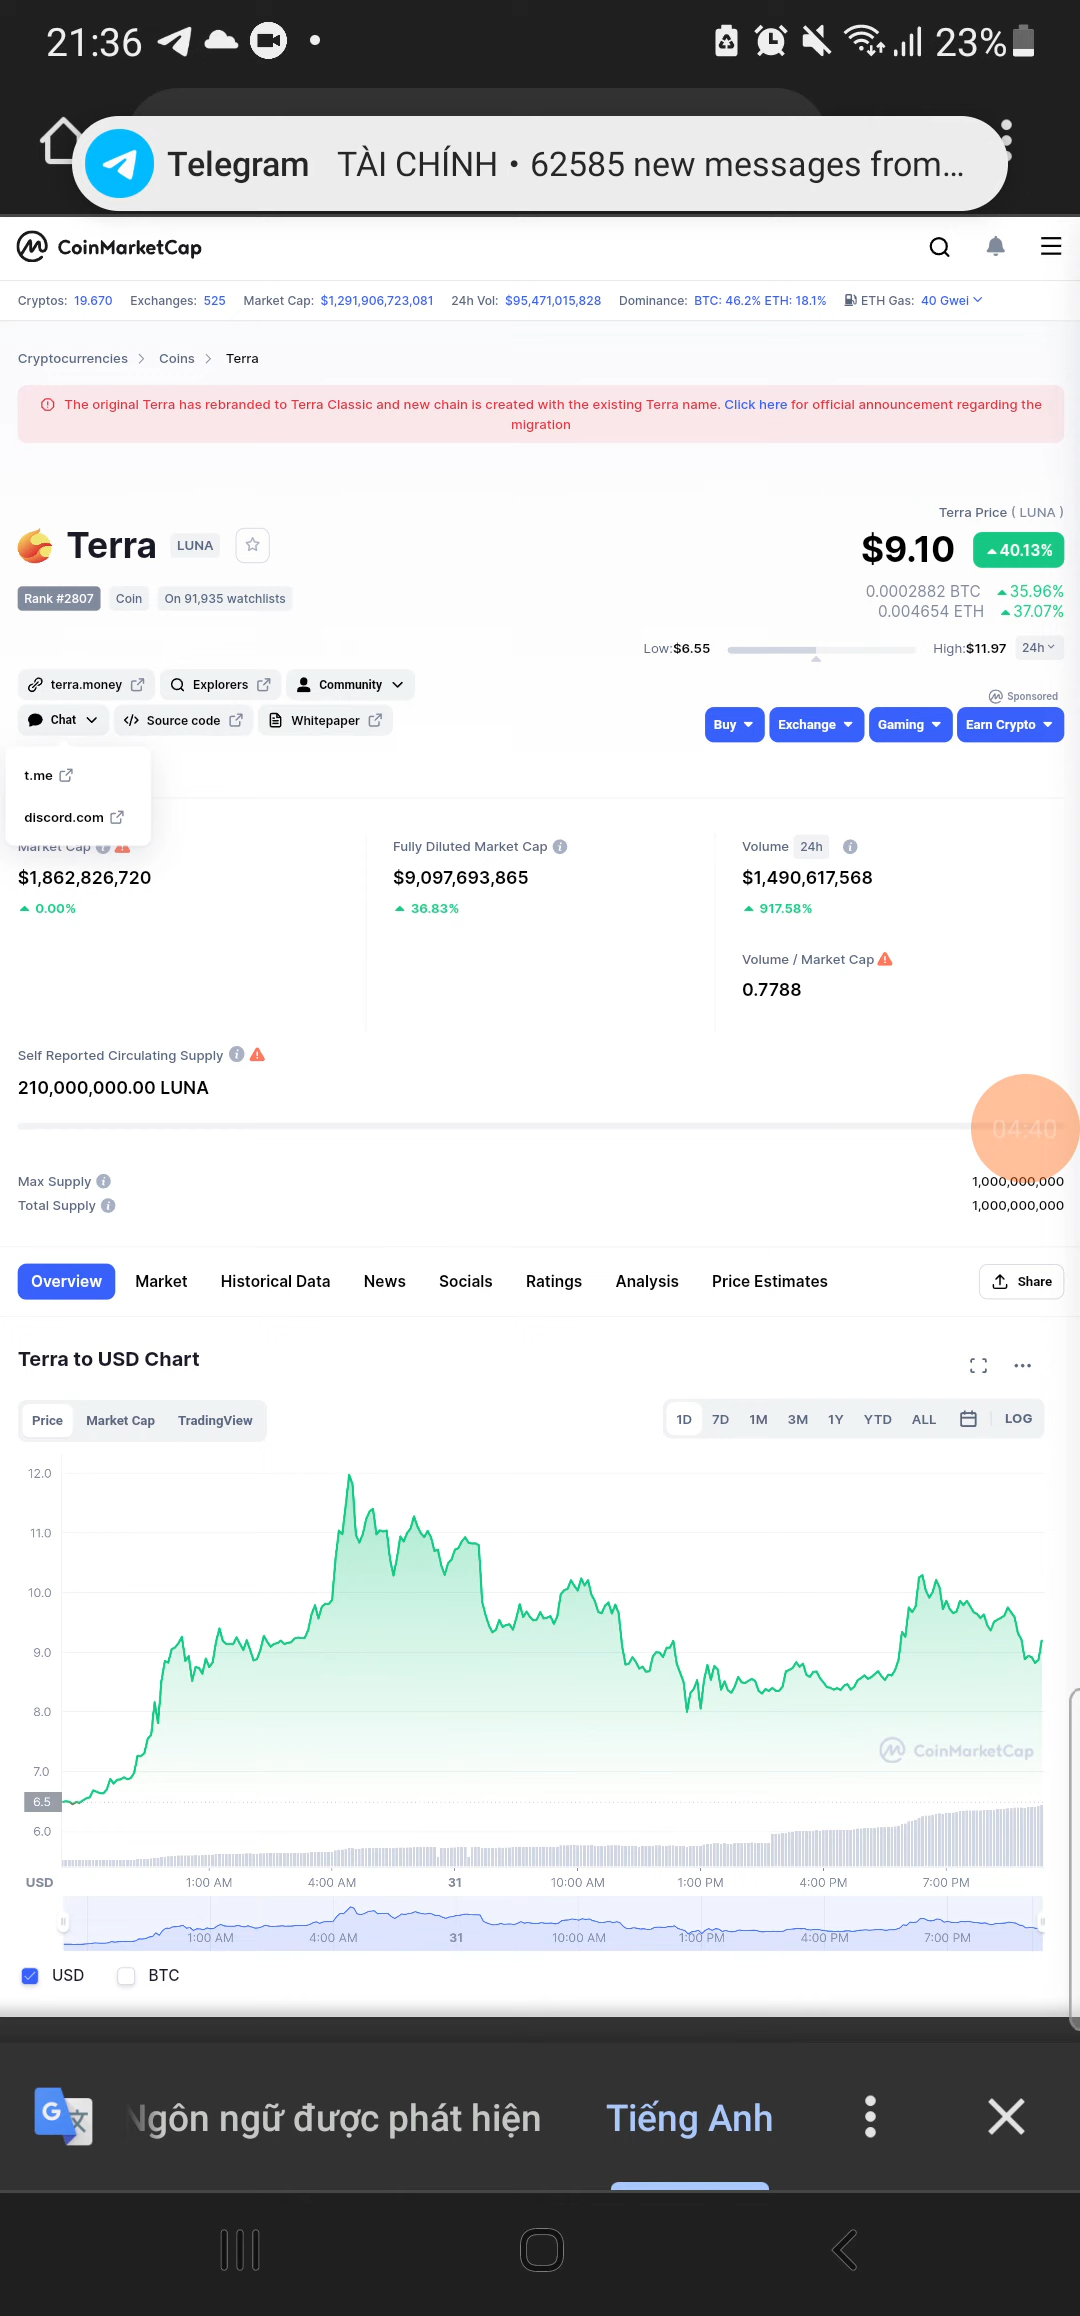 21:36
23%
Telegram TÀI CHÍNH • 62585 new messages from...
CoinMarketCap
Cryptos: 19.670 Exchanges: 525 Market Cap: $1,291,906,723,081 24h Vol: $95,471,015,828 Dominance: BTC: 46.2% ETH: 18.1% ETH Gas: 40 Gwei
Cryptocurrencies > Coins > Terra
The original Terra has rebranded to Terra Classic and new chain is created with the existing Terra name. Click here for official announcement regarding the
migration
Terra Price ( LUNA )
Terra LUNA
$9.10 40.13%
0.0002882 BTC 35.96%
Rank #2807 Coin On 91,935 watchlists
0.004654 ETH 37.07%
Low:$6.55 High:$11.97 24h
terra.money Explorers Community
Sponsored
Chat Source code Whitepaper
Buy Exchange Gaming Earn Crypto
t.me
discord.com
Market Cap
$1,862,826,720
0.00%
Fully Diluted Market Cap
$9,097,693,865
36.83%
Volume 24h
$1,490,617,568
917.58%
Volume / Market Cap
0.7788
Self Reported Circulating Supply
210,000,000.00 LUNA
04:40
Max Supply 1,000,000,000
Total Supply 1,000,000,000
Overview Market Historical Data News Socials Ratings Analysis Price Estimates Share
Terra to USD Chart
Price Market Cap TradingView
1D 7D 1M 3M 1Y YTD ALL LOG
12.0
11.0
10.0
9.0
8.0
CoinMarketCap
7.0
6.5
6.0
USD 1:00 AM 4:00 AM 31 10:00 AM 1:00 PM 4:00 PM 7:00 PM
1:00 AM 4:00 AM 31 10:00 AM 1:00 PM 4:00 PM 7:00 PM
USD BTC
Ngôn ngữ được phát hiện Tiếng Anh